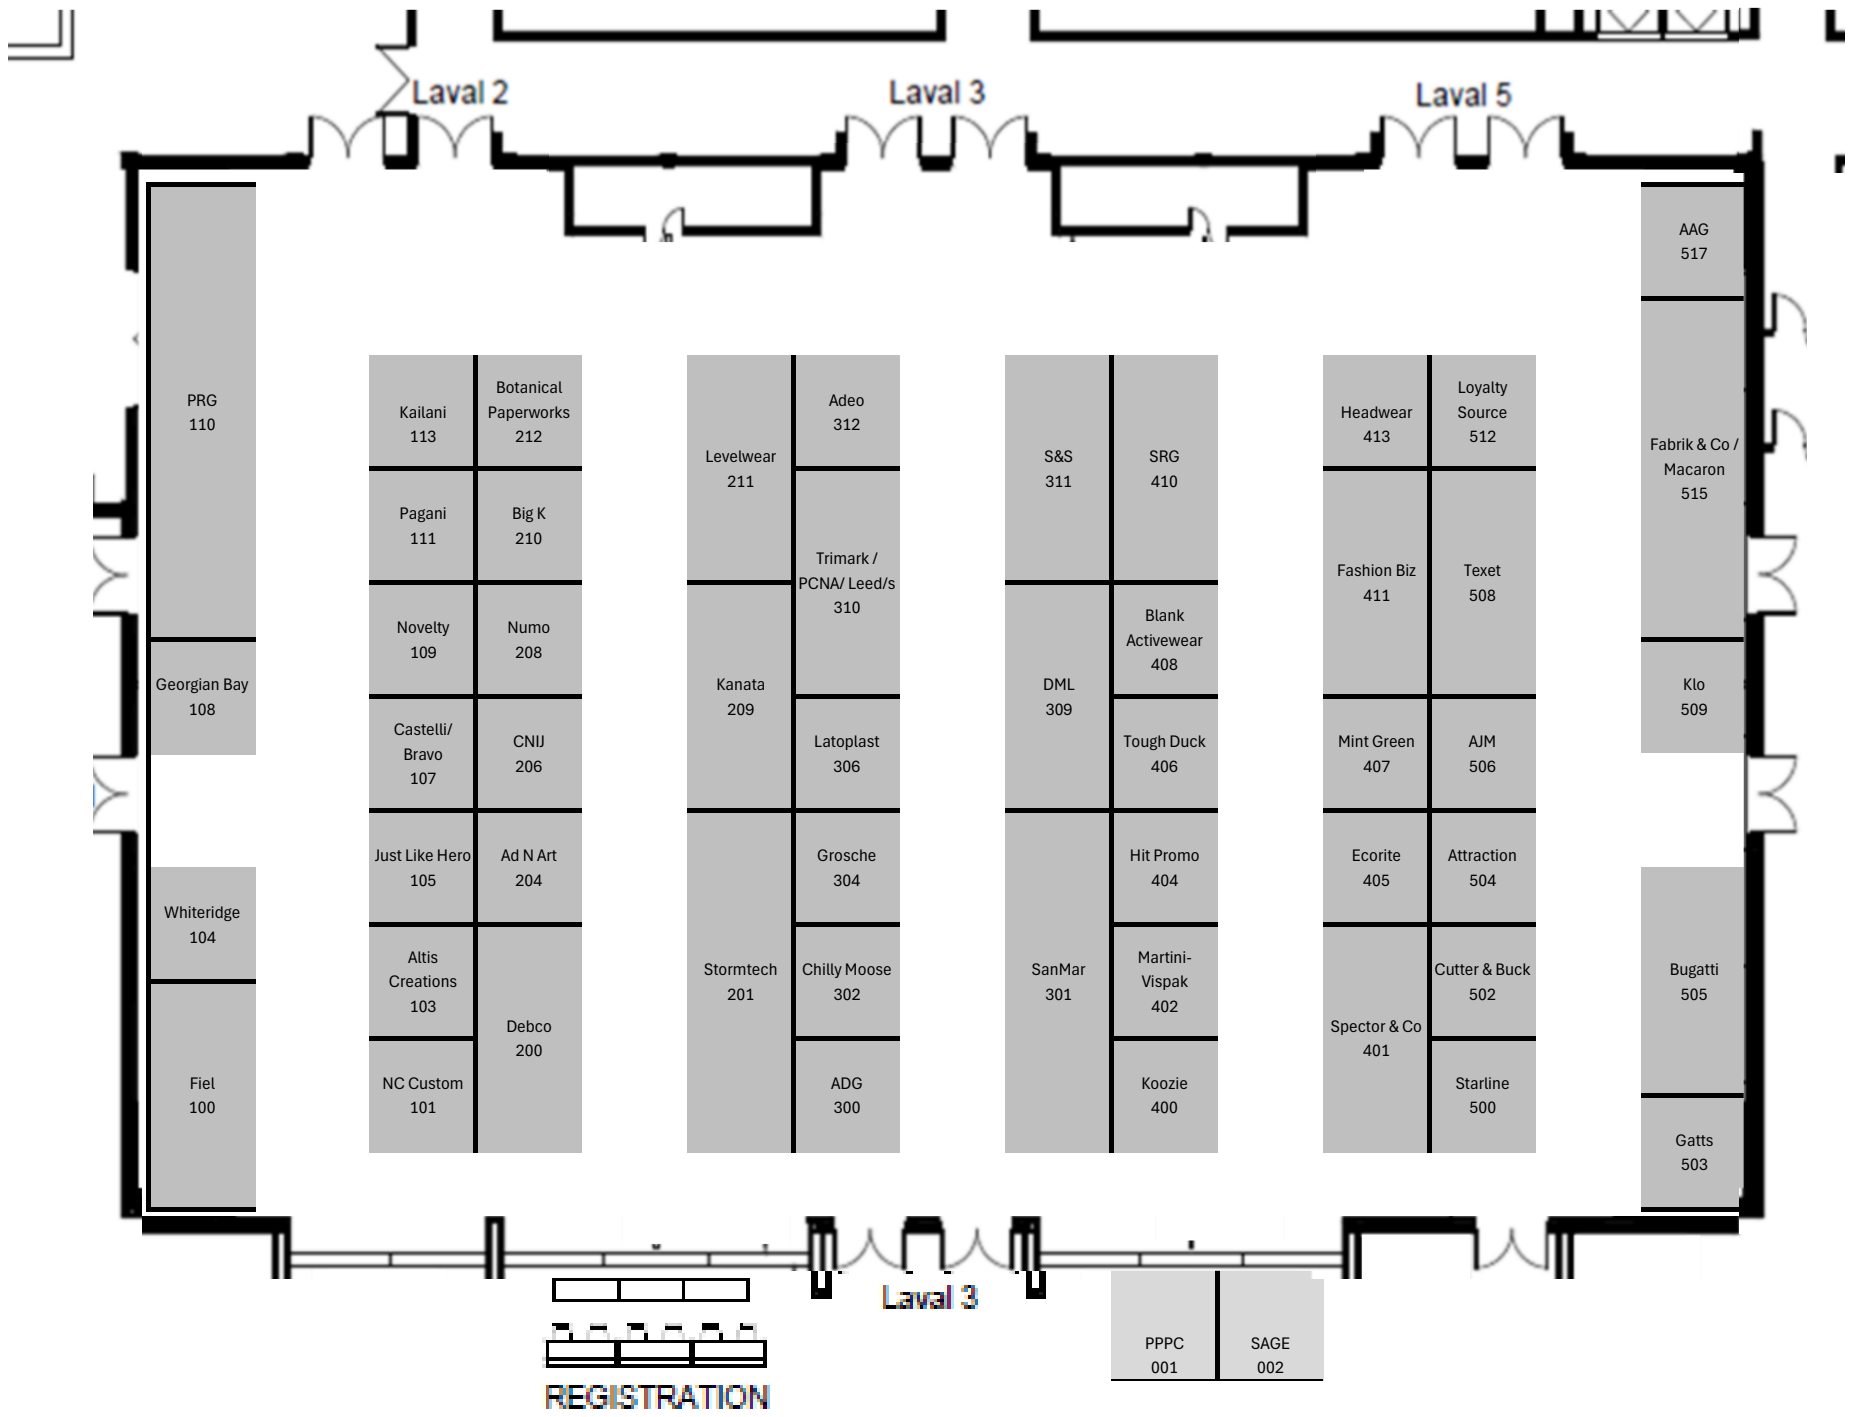 Laval 2
Laval 3
Laval 5
PRG
110
Georgian Bay
108
Whiteridge
104
Fiel
100
Kailani
113
Pagani
111
Novelty
109
Castelli/
Bravo
107
Just Like Hero
105
Altis
Creations
103
NC Custom
101
Botanical
Paperworks
212
Big K
210
Numo
208
CNIJ
206
Ad N Art
204
Debco
200
Levelwear
211
Kanata
209
Stormtech
201
Adeo
312
Trimark /
PCNA/ Leed/s
310
Latoplast
306
Grosche
304
Chilly Moose
302
ADG
300
S&S
311
DML
309
SanMar
301
SRG
410
Blank
Activewear
408
Tough Duck
406
Hit Promo
404
Martini-
Vispak
402
Koozie
400
Headwear
413
Fashion Biz
411
Mint Green
407
Ecorite
405
Spector & Co
401
Loyalty
Source
512
Texet
508
AJM
506
Attraction
504
Cutter & Buck
502
Starline
500
AAG
517
Fabrik & Co /
Macaron
515
Klo
509
Bugatti
505
Gatts
503
Laval 3
REGISTRATION
PPPC
001
SAGE
002